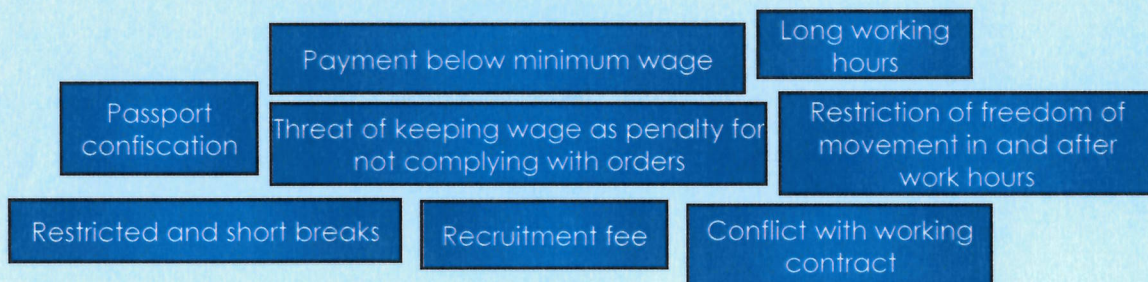 Payment below minimum wage
Long working
hours
Passport
confiscation
Threat of keeping wage as penalty for
not complying with orders
Restriction of freedom of
movement in and after
work hours
Restricted and short breaks
Recruitment fee
Conflict with working
contract